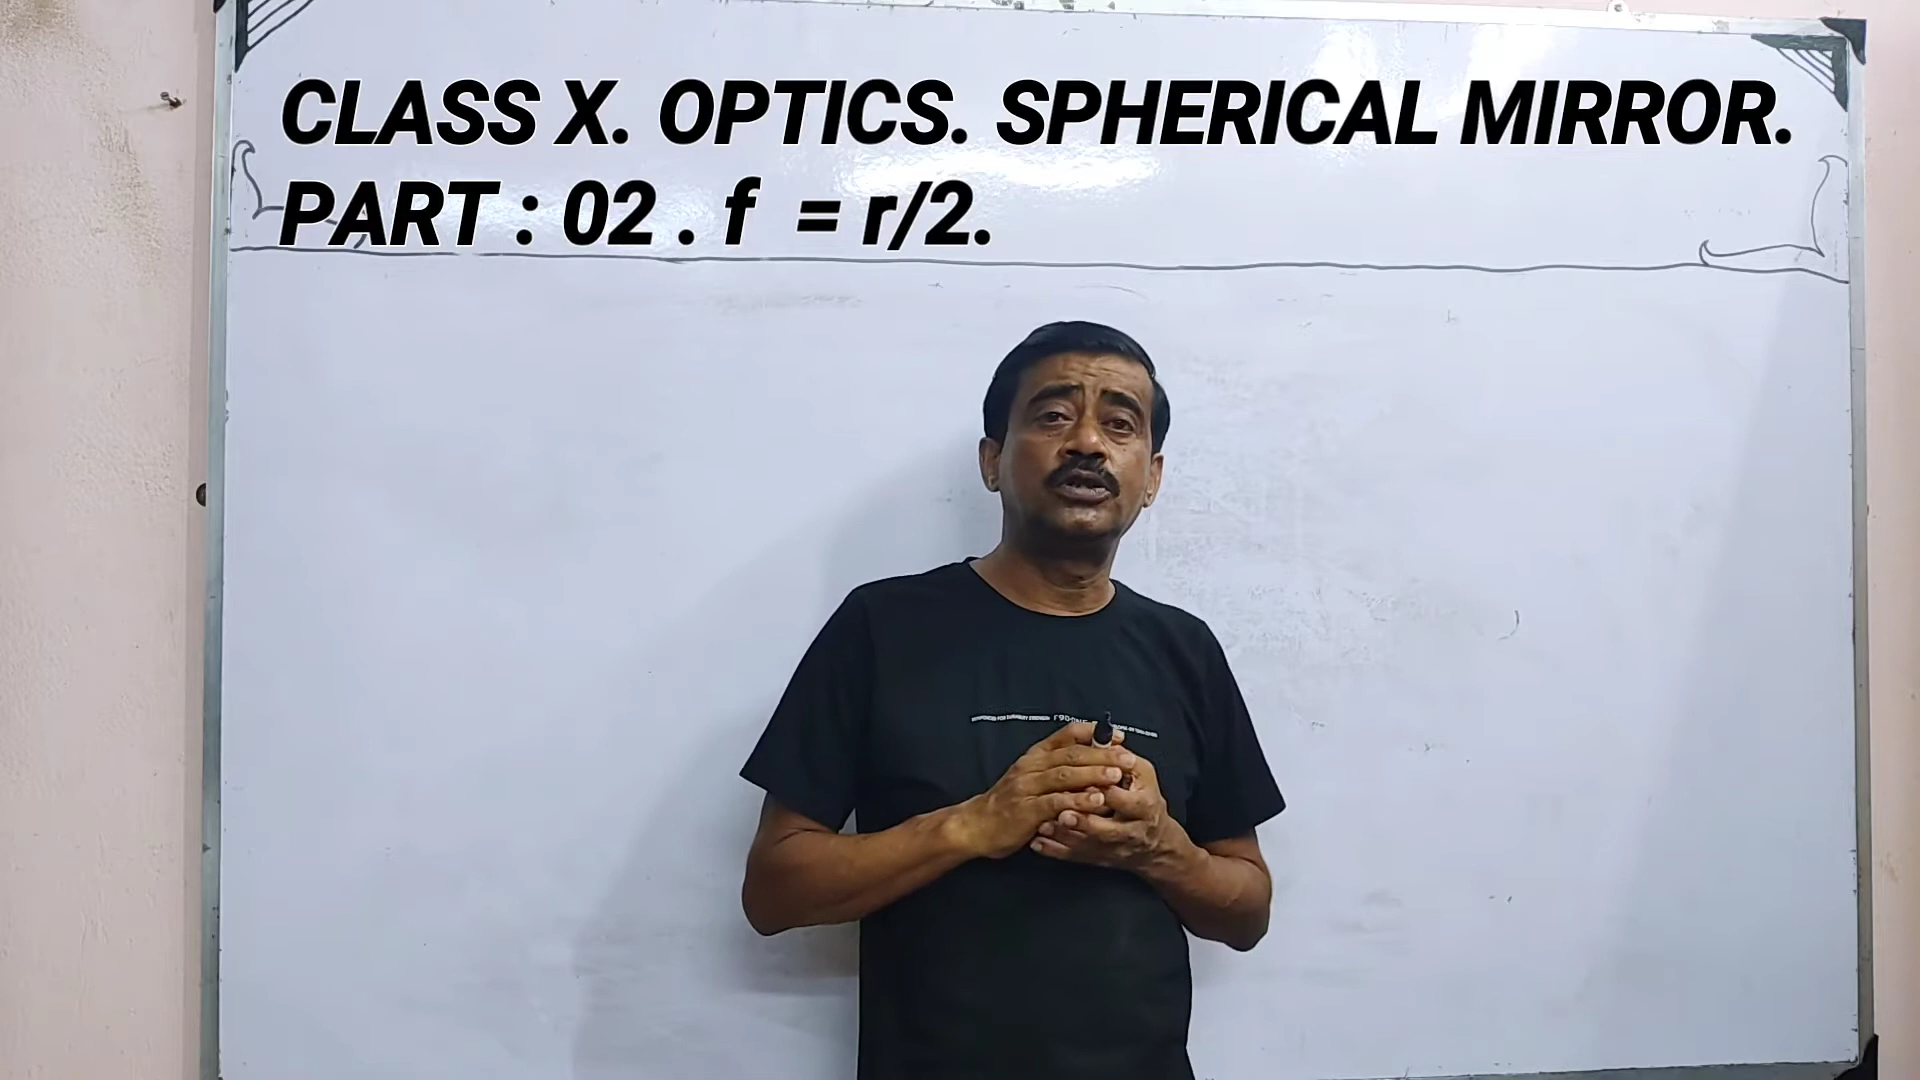 CLASS X. OPTICS. SPHERICAL MIRROR.
PART : 02 . f = r/2.